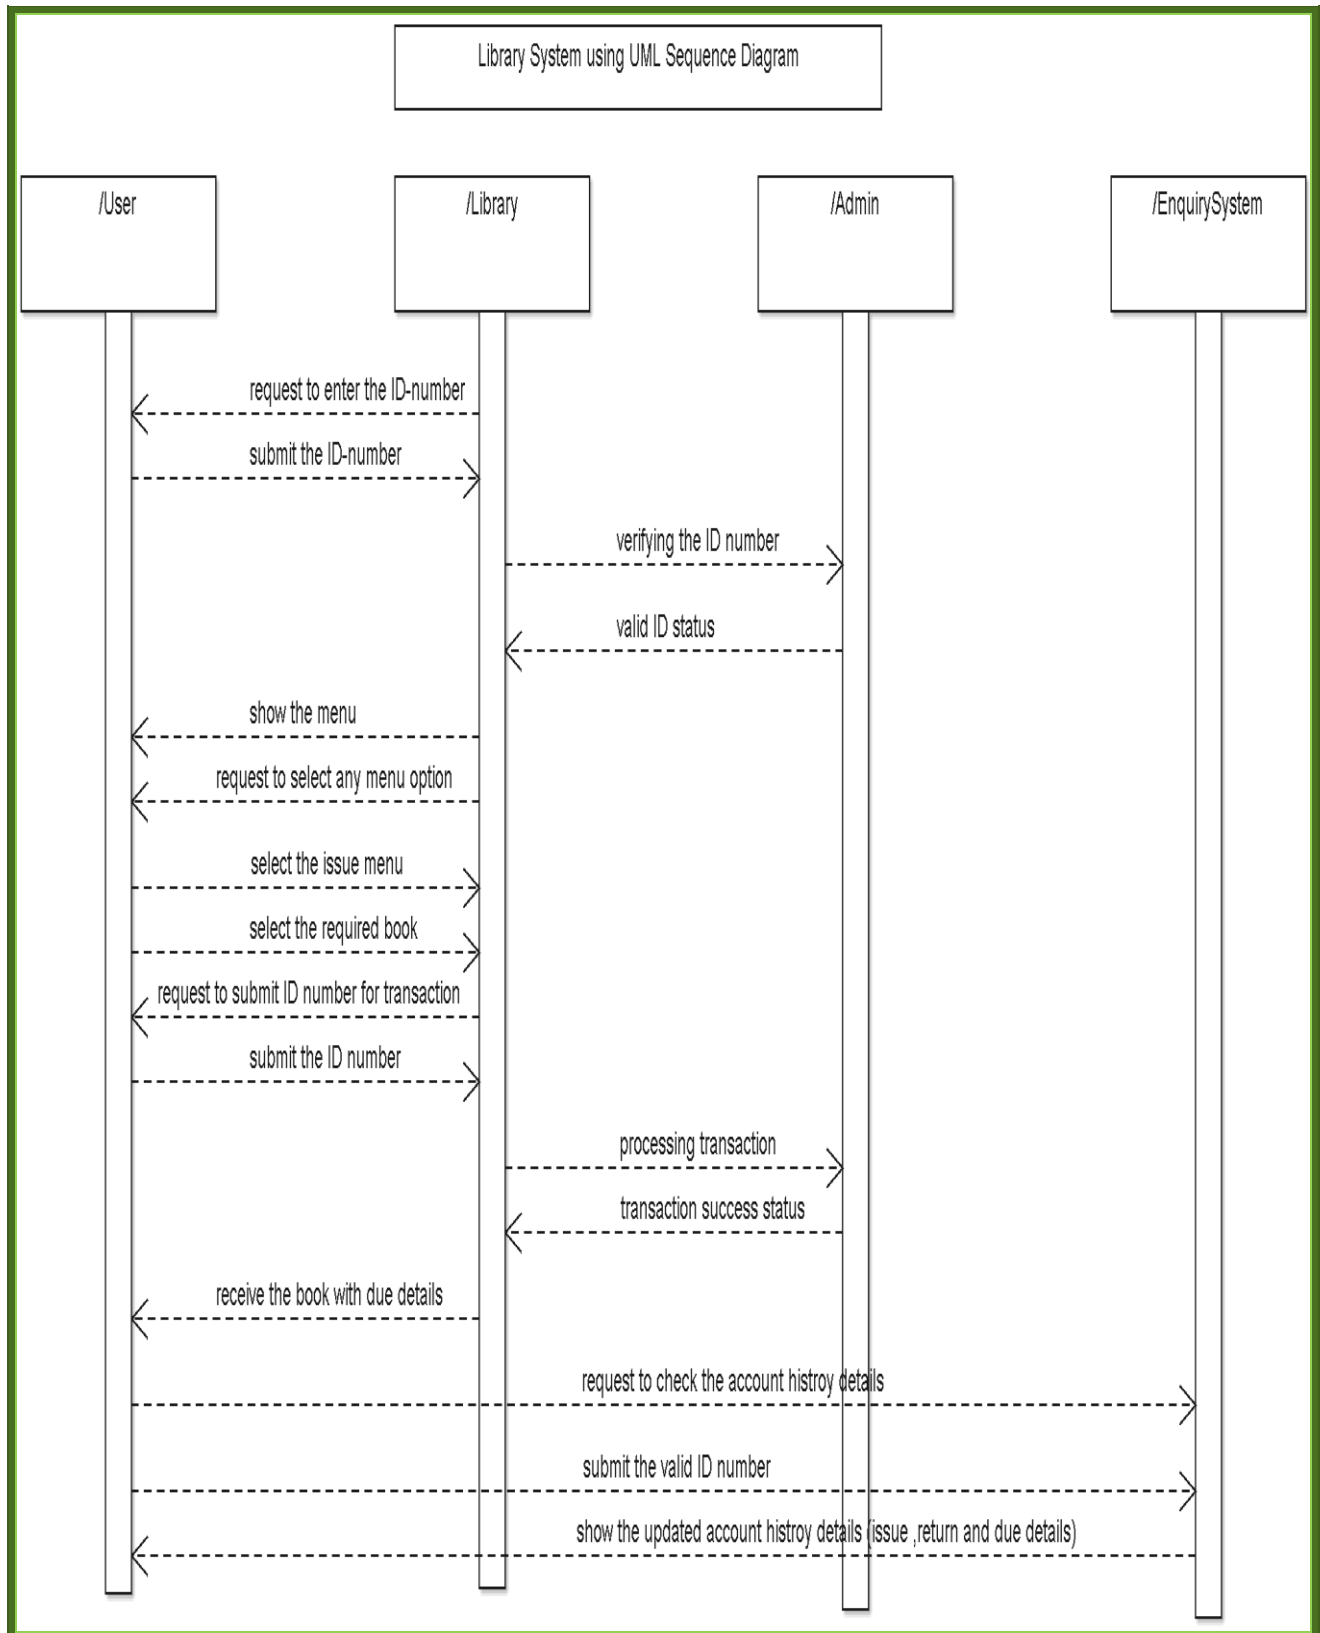 Library System using UML Sequence Diagram
/User
/Library
/Admin
/EnquirySystem
request to enter the ID-number
submit the ID-number
verifying the ID number
valid ID status
show the menu
request to select any menu option
select the issue menu
select the required book
request to submit ID number for transaction
submit the ID number
processing transaction
transaction success status
receive the book with due details
request to check the account histroy details
submit the valid ID number
show the updated account histroy details (issue ,return and due details)